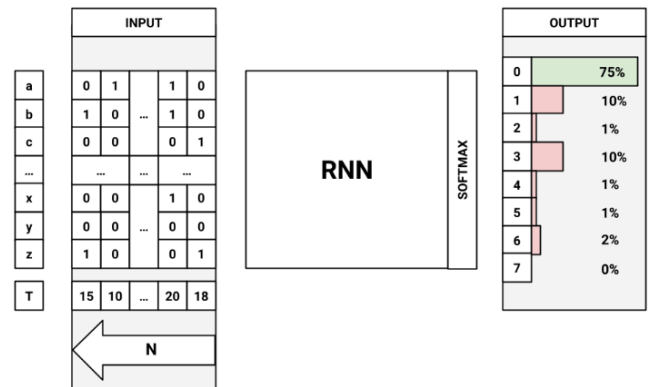 INPUT
OUTPUT
a 0 1 1 0
b 1 0 ... 1 0
c 0 0 0 1
... ... ... ...
x 0 0 1 0
y 0 0 ... 0 0
z 1 0 0 1
T 15 10 ... 20 18
N
RNN
SOFTMAX
0 75%
1 10%
2 1%
3 10%
4 1%
5 1%
6 2%
7 0%